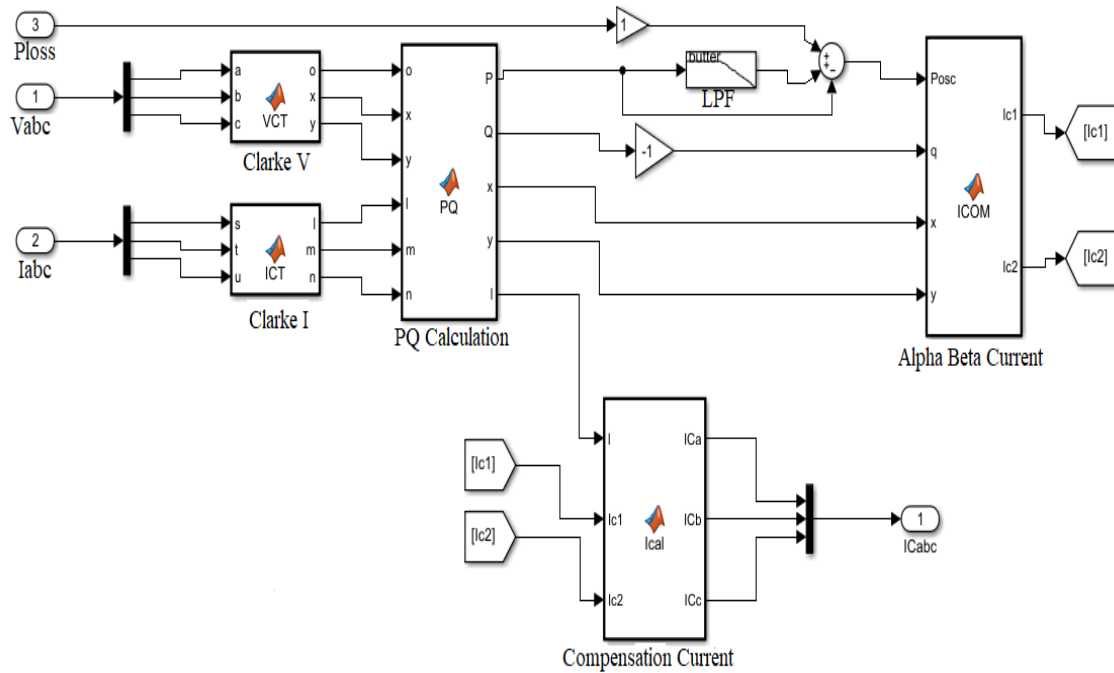 3
Ploss
1
butter
LPF
+
+
-
1
Vabc
a
b
c
VCT
o
x
y
Clarke V
2
Iabc
s
t
u
ICT
l
m
n
Clarke I
o
x
y
l
m
n
PQ
P
Q
x
y
l
PQ Calculation
-1
Posc
q
x
y
ICOM
Ic1
Ic2
Alpha Beta Current
[Ic1]
[Ic2]
[Ic1]
[Ic2]
l
Ic1
Ic2
Ical
ICa
ICb
ICc
Compensation Current
1
ICabc